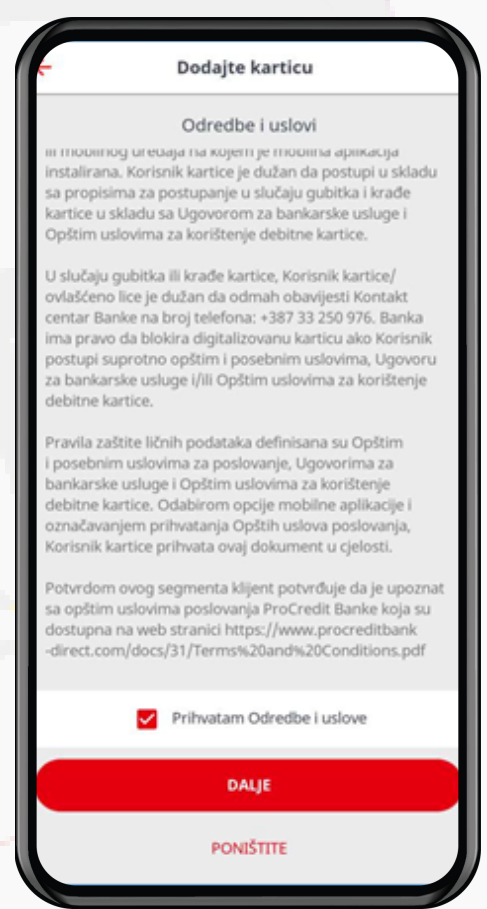 Dodajte karticu
Odredbe i uslovi
ili mobilnog uređaja na kojem je mobilna aplikacija
instalirana. Korisnik kartice je dužan da postupi u skladu
sa propisima za postupanje u slučaju gubitka i krađe
kartice u skladu sa Ugovorom za bankarske usluge i
Opštim uslovima za korištenje debitne kartice.
U slučaju gubitka ili krađe kartice, Korisnik kartice/
ovlašćeno lice je dužan da odmah obavijesti Kontakt
centar Banke na broj telefona: +387 33 250 976. Banka
ima pravo da blokira digitalizovanu karticu ako Korisnik
postupi suprotno opštim i posebnim uslovima, Ugovoru
za bankarske usluge i/ili Opštim uslovima za korištenje
debitne kartice.
Pravila zaštite ličnih podataka definisana su Opštim
i posebnim uslovima za poslovanje, Ugovorima za
bankarske usluge i Opštim uslovima za korištenje
debitne kartice. Odabirom opcije mobilne aplikacije i
označavanjem prihvatanja Opštih uslova poslovanja,
Korisnik kartice prihvata ovaj dokument u cjelosti.
Potvrdom ovog segmenta klijent potvrđuje da je upoznat
sa opštim uslovima poslovanja ProCredit Banke koja su
dostupna na web stranici https://www.procreditbank
-direct.com/docs/31/Terms%20and%20Conditions.pdf
Prihvatam Odredbe i uslove
DALJE
PONIŠTITE